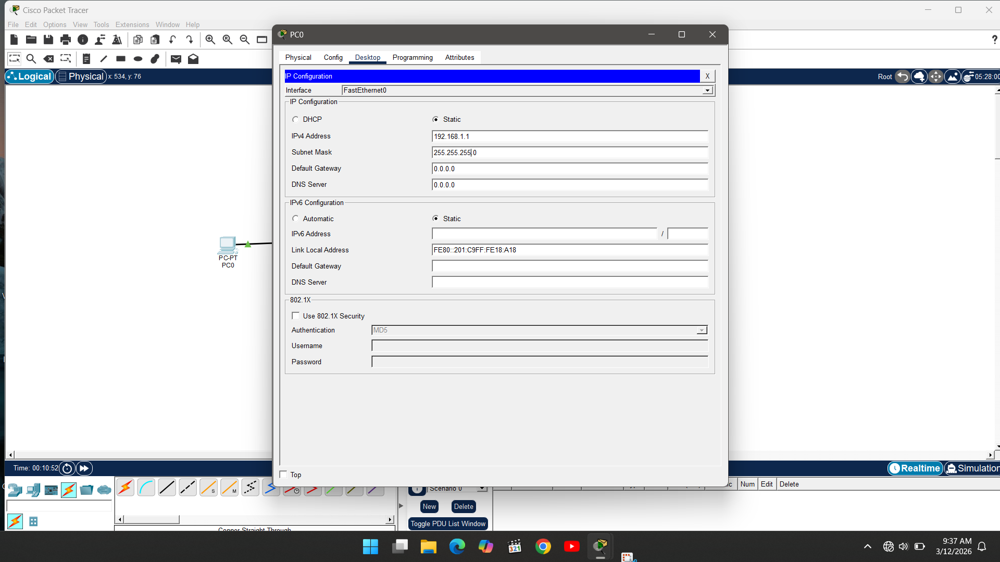 Cisco Packet Tracer
File Edit Options View Tools Extensions Window Help
PC0
?
Physical Config Desktop Programming Attributes
Logical Physical x: 534, y: 76
Root 05:28:00
IP Configuration X
Interface FastEthernet0
IP Configuration
DHCP Static
IPv4 Address 192.168.1.1
Subnet Mask 255.255.255.0
Default Gateway 0.0.0.0
DNS Server 0.0.0.0
IPv6 Configuration
Automatic Static
IPv6 Address /
Link Local Address FE80::201:C9FF:FE18:A18
Default Gateway
DNS Server
PC-PT
PC0
802.1X
Use 802.1X Security
Authentication MD5
Username
Password
Time: 00:10:52
Realtime Simulation
Top
S M
Scenario 0
Num Edit Delete
New Delete
Toggle PDU List Window
Copper Straight-Through
321
9:37 AM
3/12/2026